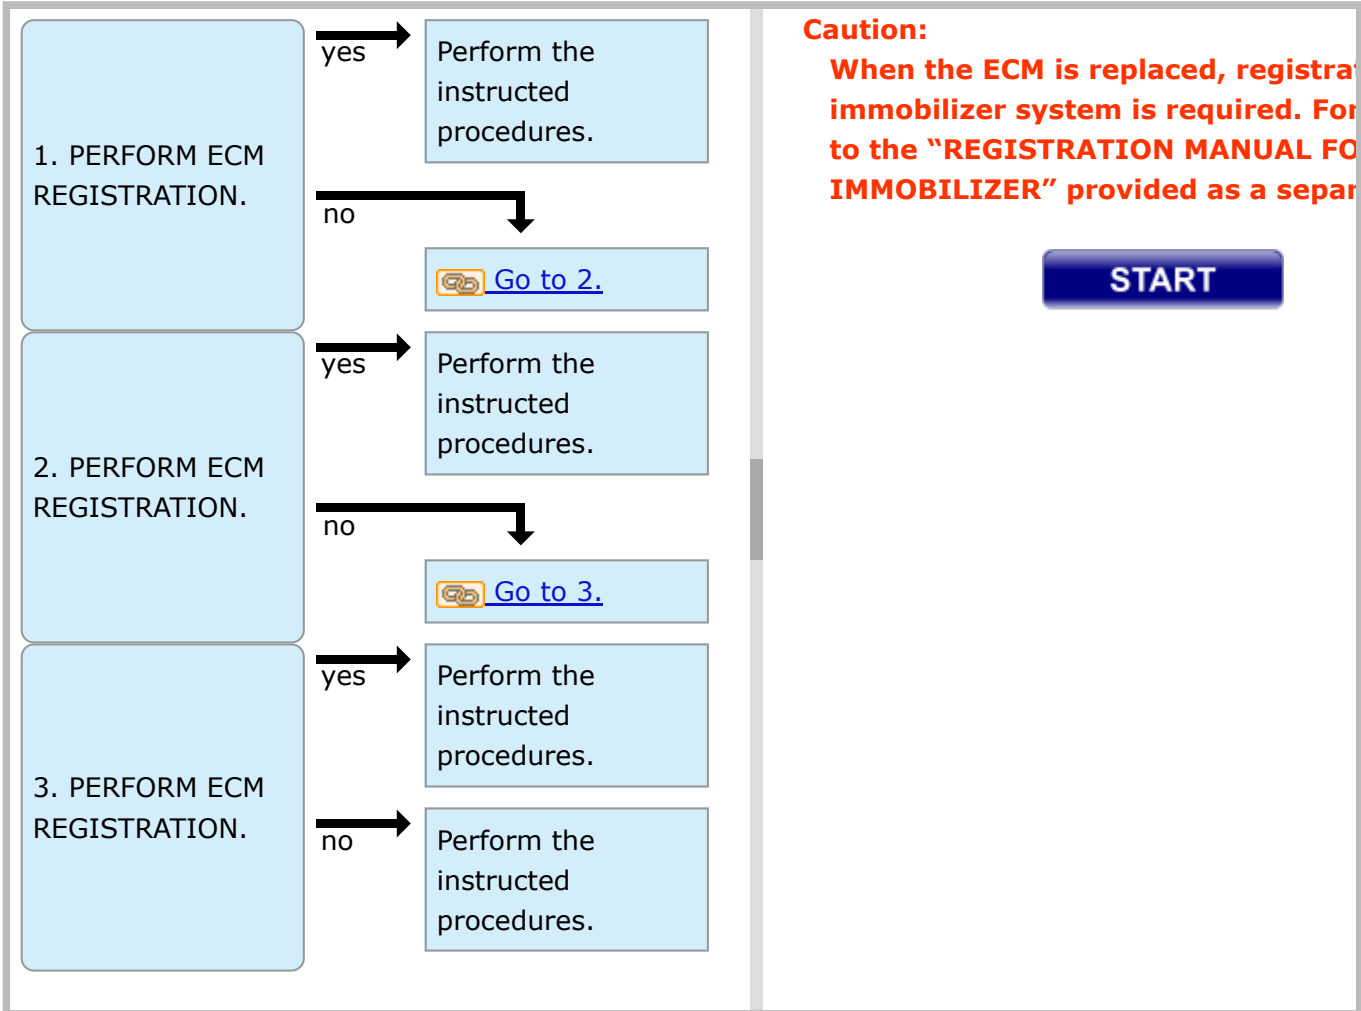 1. PERFORM ECM
REGISTRATION.
yes
Perform the
instructed
procedures.
no
Go to 2.
2. PERFORM ECM
REGISTRATION.
yes
Perform the
instructed
procedures.
no
Go to 3.
3. PERFORM ECM
REGISTRATION.
yes
Perform the
instructed
procedures.
no
Perform the
instructed
procedures.
Caution:
When the ECM is replaced,
immobilizer system is required. For
to the “REGISTRATION MANUAL
IMMOBILIZER” provided as a
START